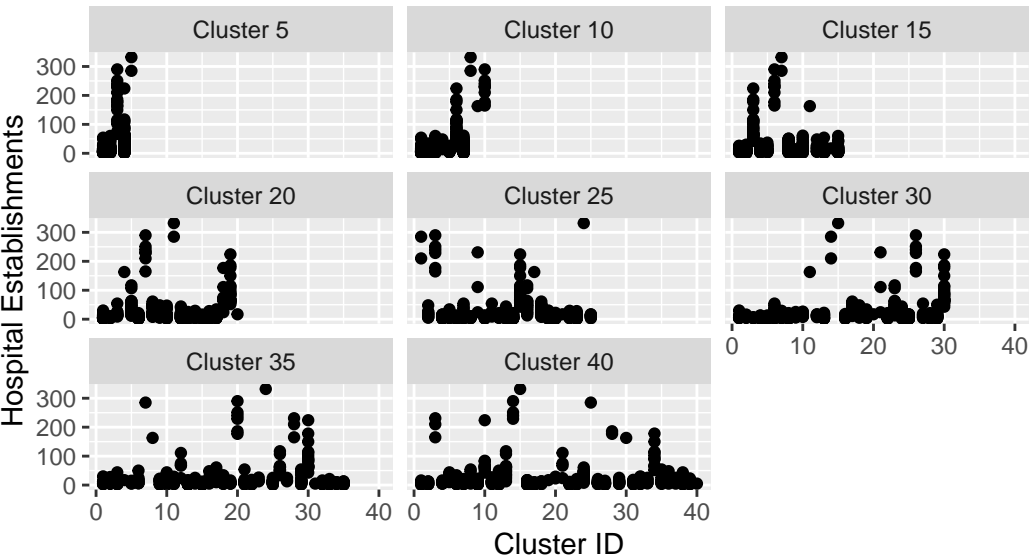 Cluster 5 Cluster 10 Cluster 15
300
200
100
0
Cluster 20 Cluster 25 Cluster 30
300
200
100
0
0 10 20 30 40
Cluster 35 Cluster 40
300
200
100
0
0 10 20 30 40 0 10 20 30 40
Cluster ID
Hospital Establishments